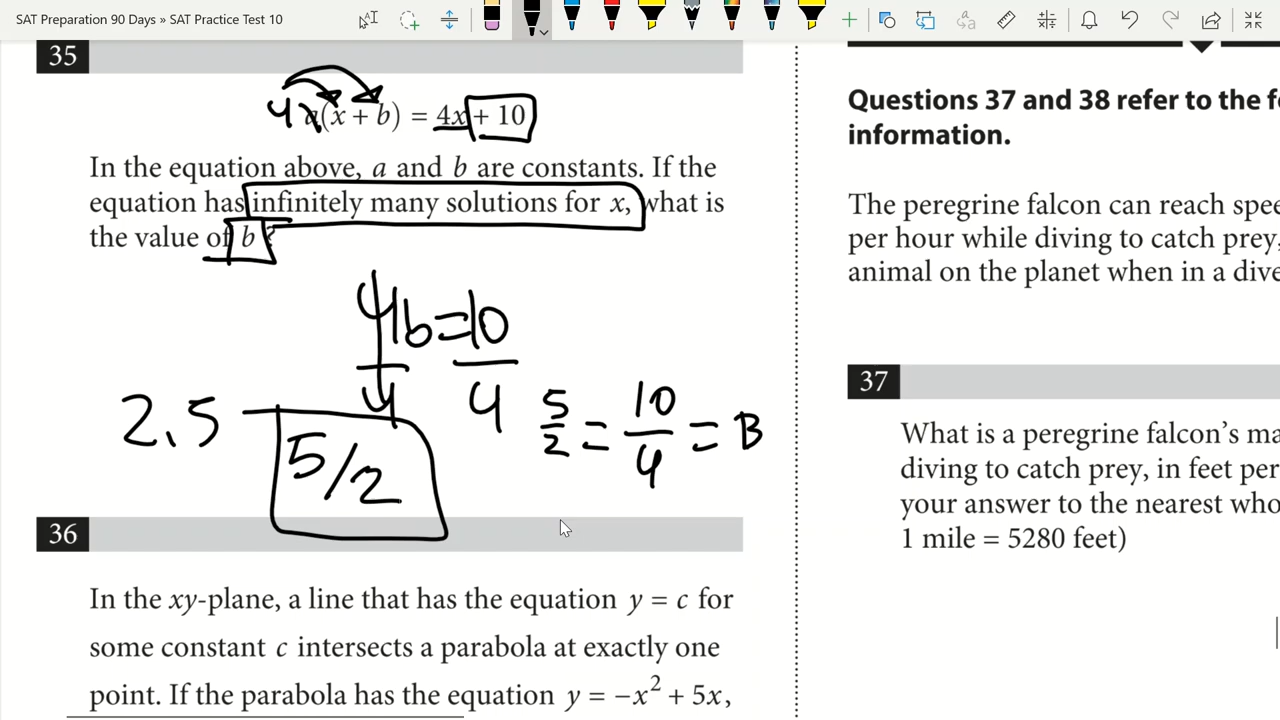 SAT Preparation 90 Days » SAT Practice Test 10
35
4 a(x + b) = 4x + 10
In the equation above, a and b are constants. If the
equation has infinitely many solutions for x, what is
the value of b ?
4b=10
4 4
2.5
5/2
5/2 = 10/4 = B
36
In the xy-plane, a line that has the equation y = c for
some constant c intersects a parabola at exactly one
point. If the parabola has the equation y = −x² + 5x,
Questions 37 and 38 refer to the fo
information.
The peregrine falcon can reach spee
per hour while diving to catch prey,
animal on the planet when in a dive
37
What is a peregrine falcon’s ma
diving to catch prey, in feet per
your answer to the nearest who
1 mile = 5280 feet)